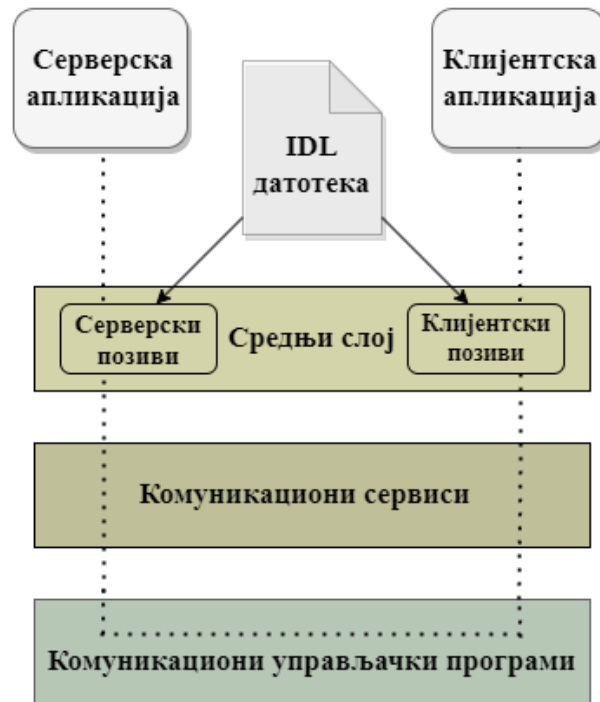 Серверска
апликација
Клијентска
апликација
IDL
датотека
Серверски
позиви
Средњи слој
Клијентски
позиви
Комуникациони сервиси
Комуникациони управљачки програми